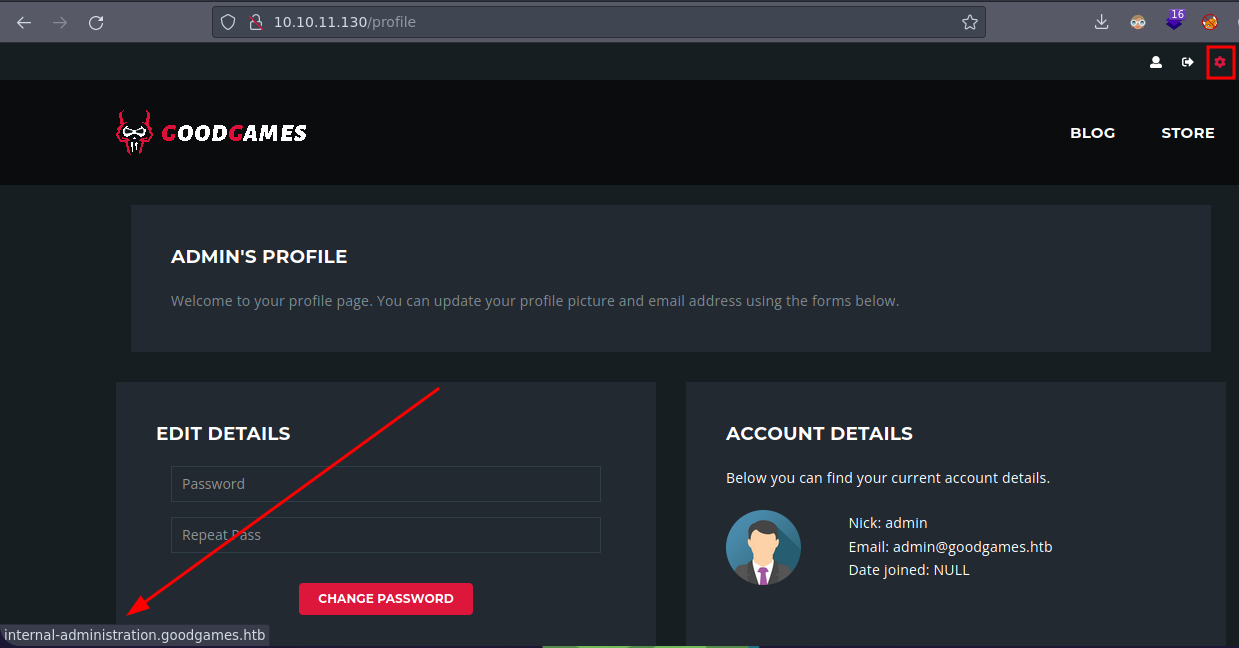 10.10.11.130/profile
16
GOODGAMES
BLOG STORE
ADMIN'S PROFILE
Welcome to your profile page. You can update your profile picture and email address using the forms below.
EDIT DETAILS
Password
Repeat Pass
CHANGE PASSWORD
ACCOUNT DETAILS
Below you can find your current account details.
Nick: admin
Email: admin@goodgames.htb
Date joined: NULL
internal-administration.goodgames.htb